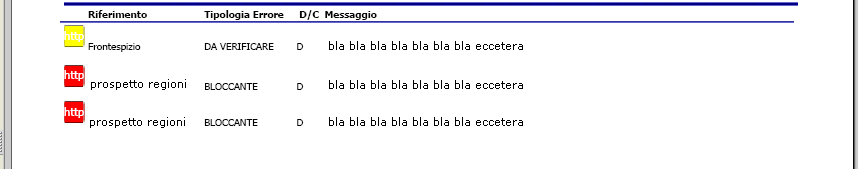 Riferimento Tipologia Errore D/C Messaggio
http Frontespizio DA VERIFICARE D bla bla bla bla bla bla bla eccetera
http prospetto regioni BLOCCANTE D bla bla bla bla bla bla bla eccetera
http prospetto regioni BLOCCANTE D bla bla bla bla bla bla bla eccetera